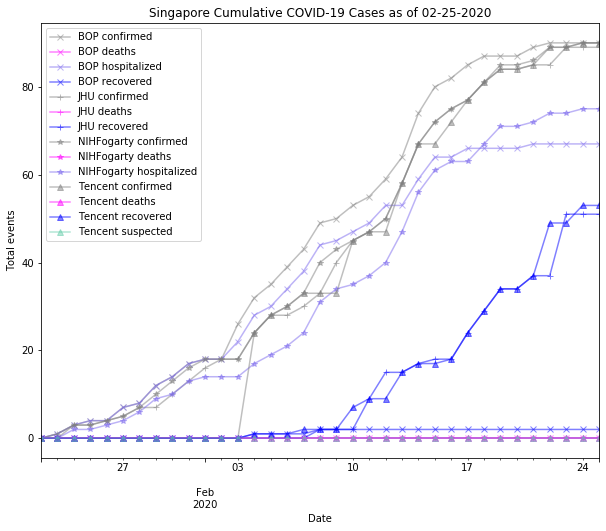 Singapore Cumulative COVID-19 Cases as of 02-25-2020
BOP confirmed
BOP deaths
BOP hospitalized
BOP recovered
JHU confirmed
JHU deaths
JHU recovered
NIHFogarty confirmed
NIHFogarty deaths
NIHFogarty hospitalized
Tencent confirmed
Tencent deaths
Tencent recovered
Tencent suspected
Total events
80
60
40
20
0
27 03 10 17 24
Feb
2020
Date